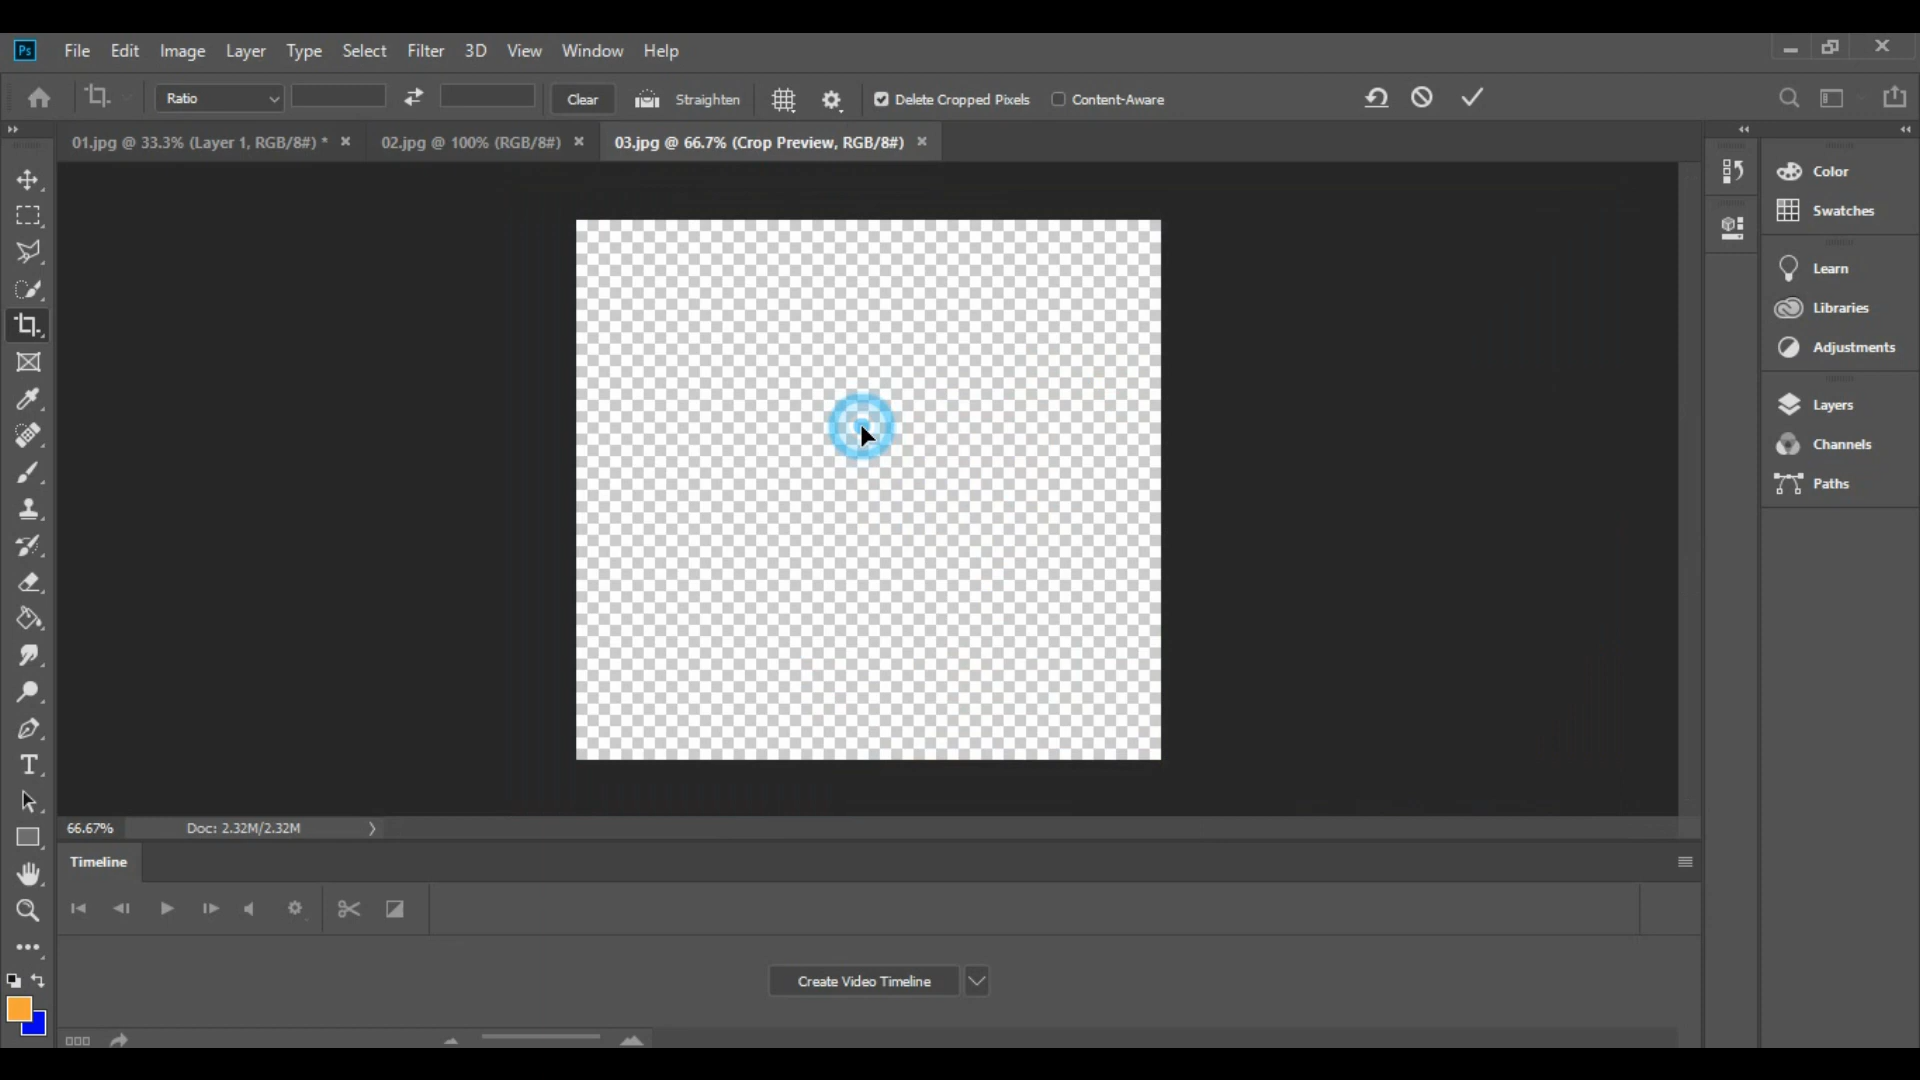 Ps File Edit Image Layer Type Select Filter 3D View Window Help
Ratio Clear Straighten Delete Cropped Pixels Content-Aware
01.jpg @ 33.3% (Layer 1, RGB/8#) * 02.jpg @ 100% (RGB/8#) 03.jpg @ 66.7% (Crop Preview, RGB/8#)
Color
Swatches
Learn
Libraries
Adjustments
Layers
Channels
Paths
66.67% Doc: 2.32M/2.32M
Timeline
Create Video Timeline